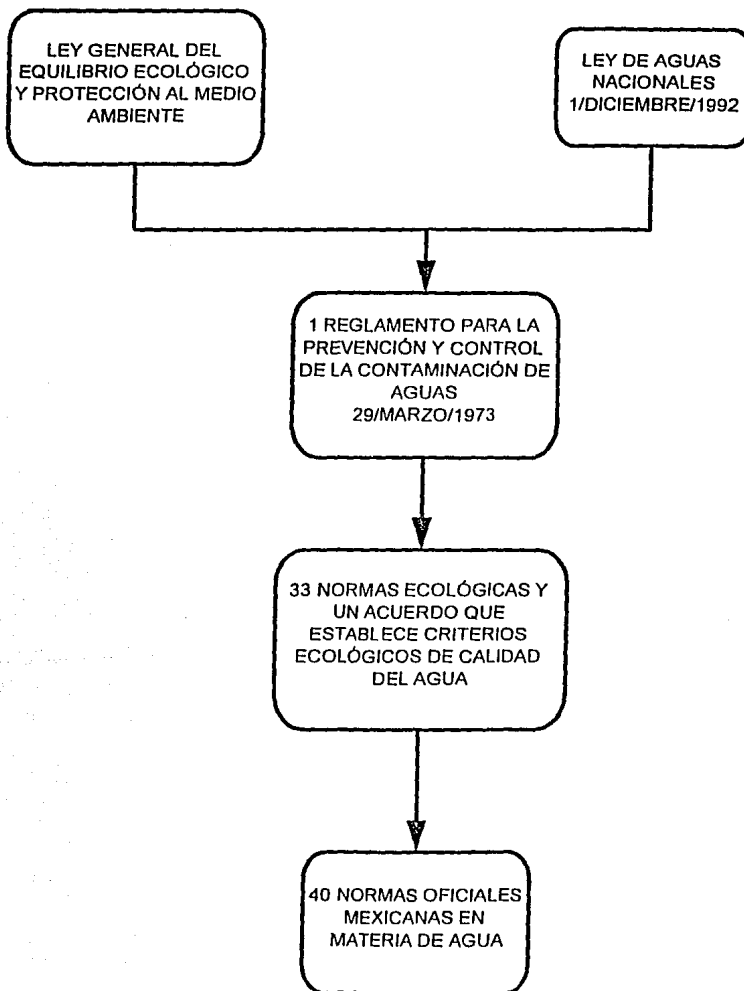 LEY GENERAL DEL
EQUILIBRIO ECOLÓGICO
Y PROTECCIÓN AL MEDIO
AMBIENTE
LEY DE AGUAS
NACIONALES
1/DICIEMBRE/1992
1 REGLAMENTO PARA LA
PREVENCIÓN Y CONTROL
DE LA CONTAMINACIÓN DE
AGUAS
29/MARZO/1973
33 NORMAS ECOLÓGICAS Y
UN ACUERDO QUE
ESTABLECE CRITERIOS
ECOLÓGICOS DE CALIDAD
DEL AGUA
40 NORMAS OFICIALES
MEXICANAS EN
MATERIA DE AGUA